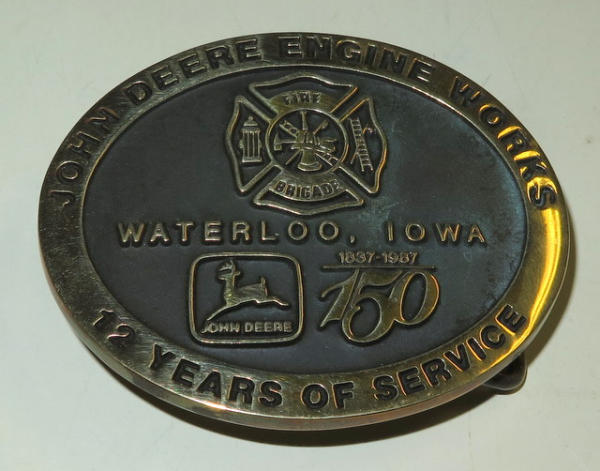 JOHN DEERE ENGINE WORKS
FIRE
BRIGADE
WATERLOO, IOWA
JOHN DEERE
1837-1987
150
12 YEARS OF SERVICE